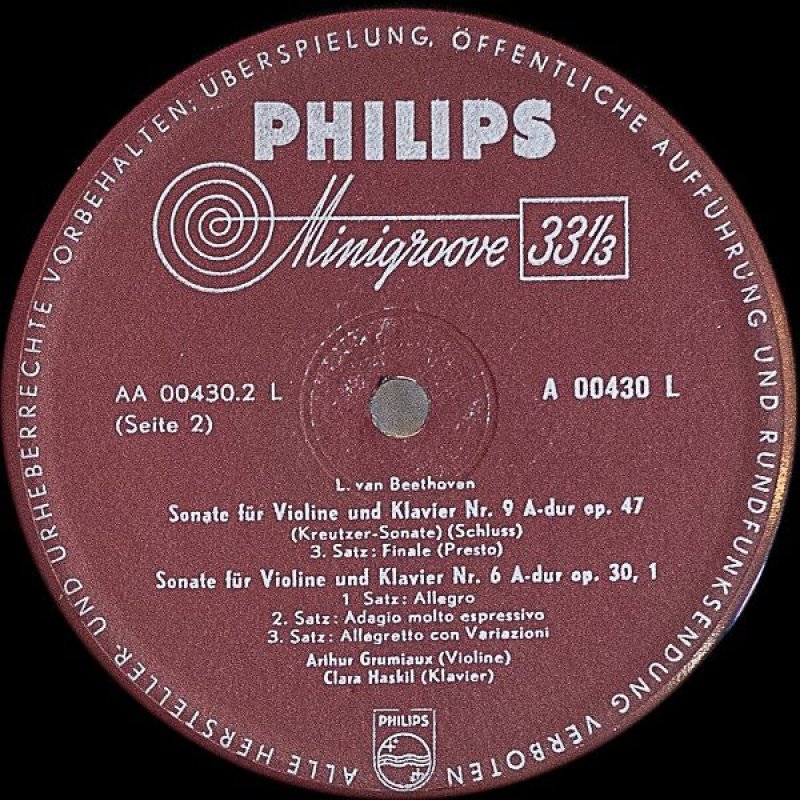 ALLE HERSTELLER- UND URHEBERRECHTE VORBEHALTEN; ÜBERSPIELUNG, ÖFFENTLICHE AUFFÜHRUNG UND RUNDFUNKSENDUNG VERBOTEN
PHILIPS
Minigroove 33⅓
AA 00430.2 L
(Seite 2)
A 00430 L
L. van Beethoven
Sonate für Violine und Klavier Nr. 9 A-dur op. 47
(Kreutzer-Sonate) (Schluss)
3. Satz: Finale (Presto)
Sonate für Violine und Klavier Nr. 6 A-dur op. 30, 1
1 Satz: Allegro
2. Satz: Adagio molto espressivo
3. Satz: Allegretto con Variazioni
Arthur Grumiaux (Violine)
Clara Haskil (Klavier)
PHILIPS